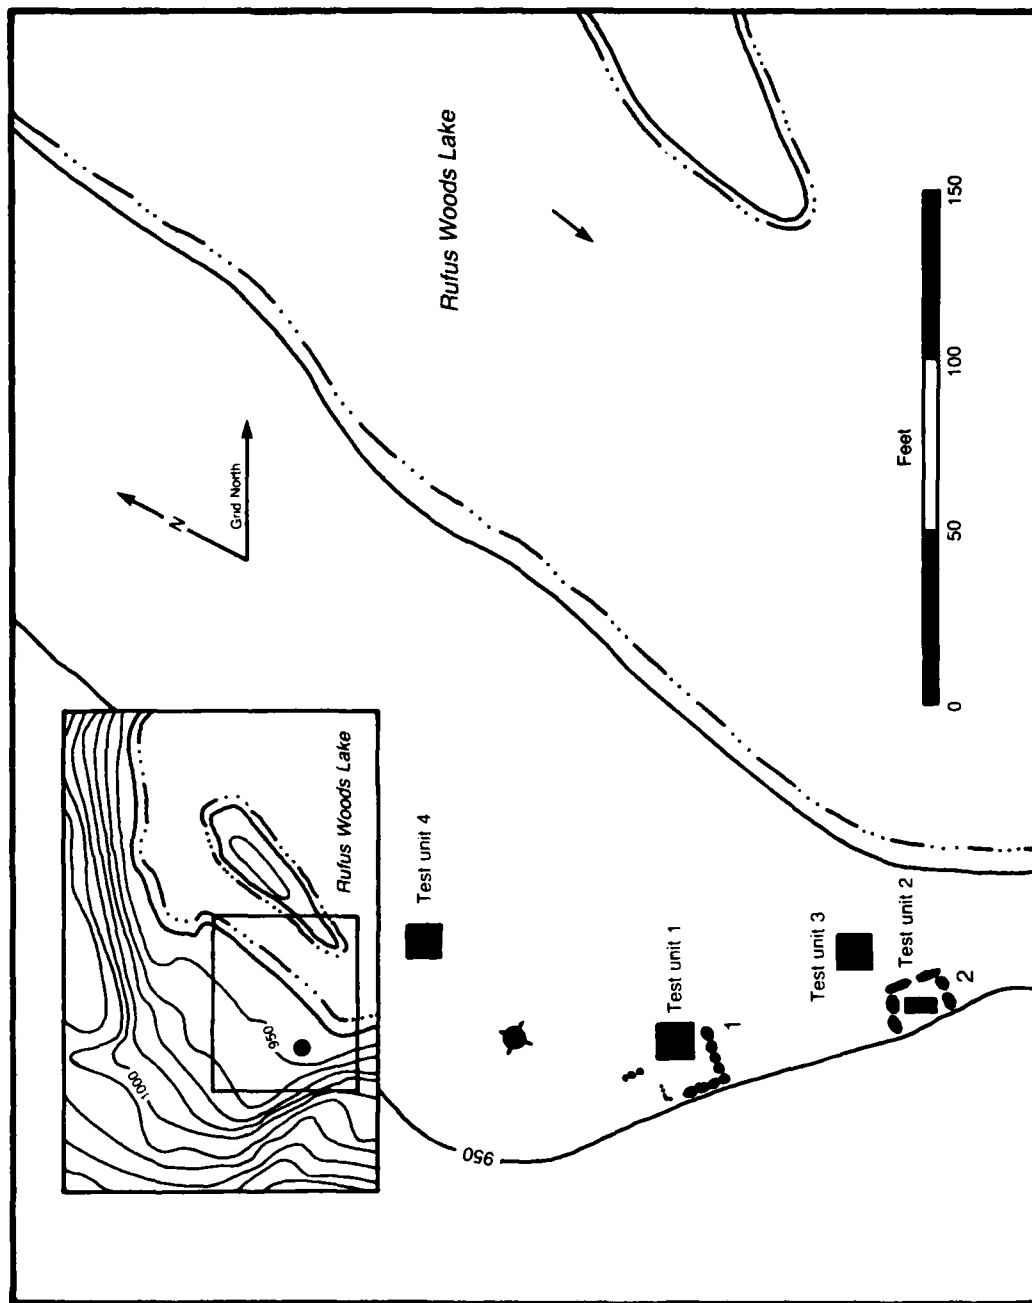 Rufus Woods Lake
N
Grid North
Rufus Woods Lake
950
1000
Test unit 4
Test unit 1
1
Test unit 3
Test unit 2
2
950
Feet
0 50 100 150